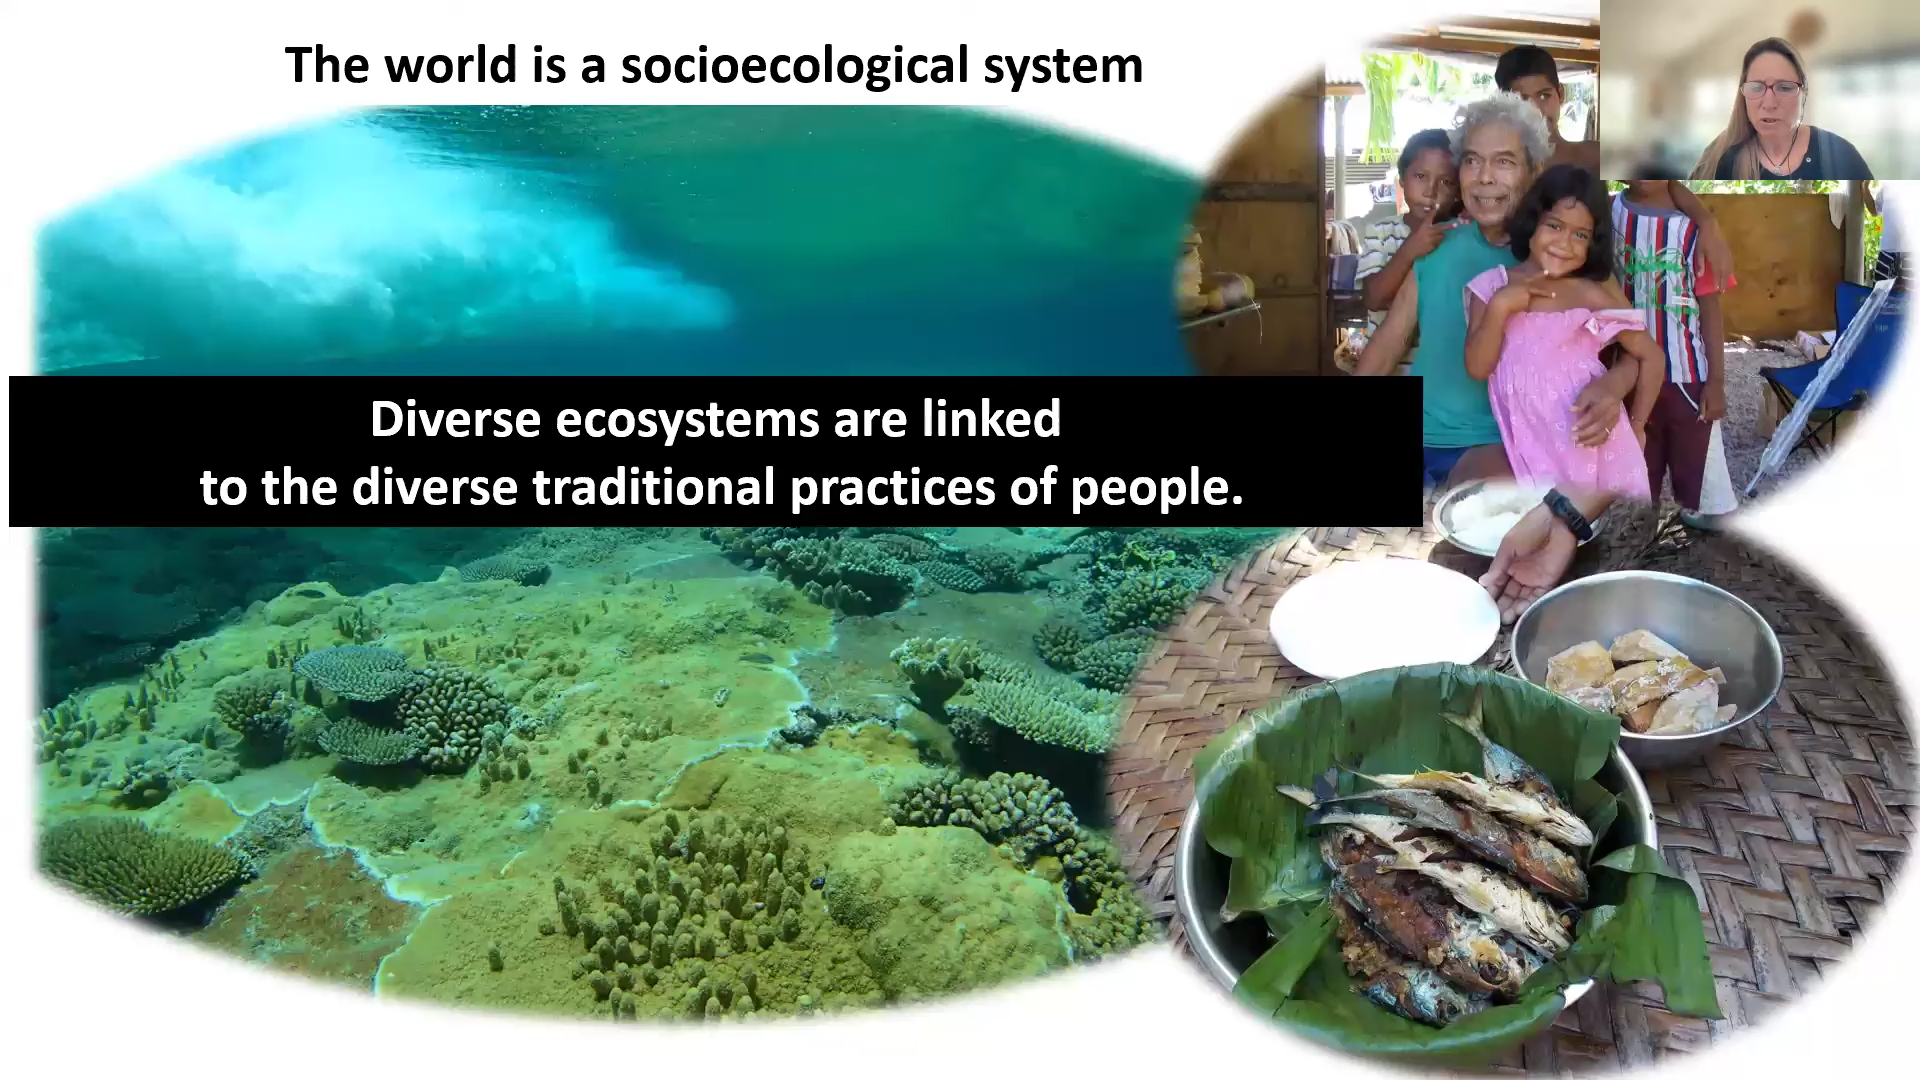 The world is a socioecological system
Diverse ecosystems are linked
to the diverse traditional practices of people.